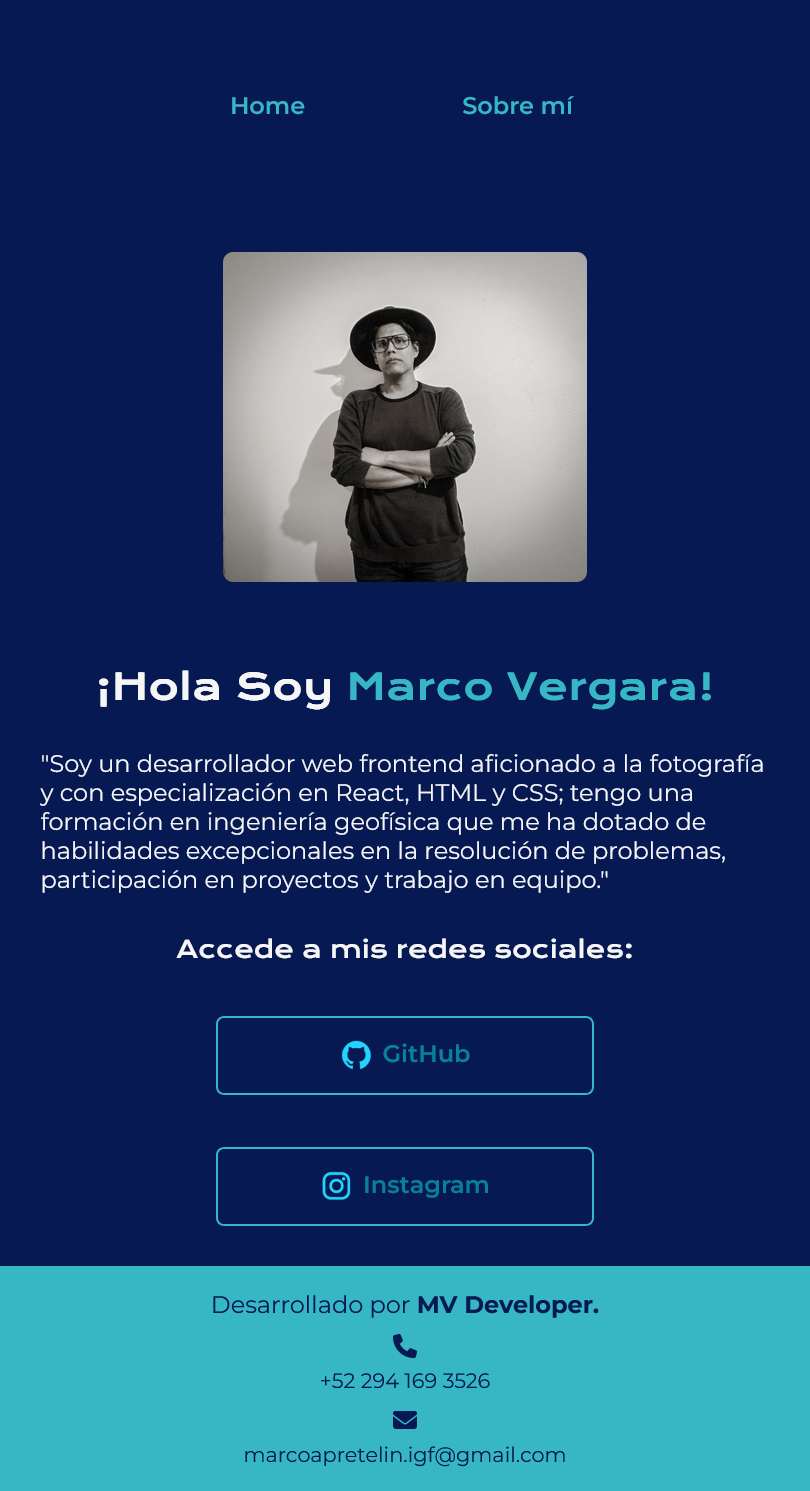 Home Sobre mí
¡Hola Soy Marco Vergara!
"Soy un desarrollador web frontend aficionado a la fotografía
y con especialización en React, HTML y CSS; tengo una
formación en ingeniería geofísica que me ha dotado de
habilidades excepcionales en la resolución de problemas,
participación en proyectos y trabajo en equipo."
Accede a mis redes sociales:
GitHub
Instagram
Desarrollado por MV Developer.
+52 294 169 3526
marcoapretelin.igf@gmail.com